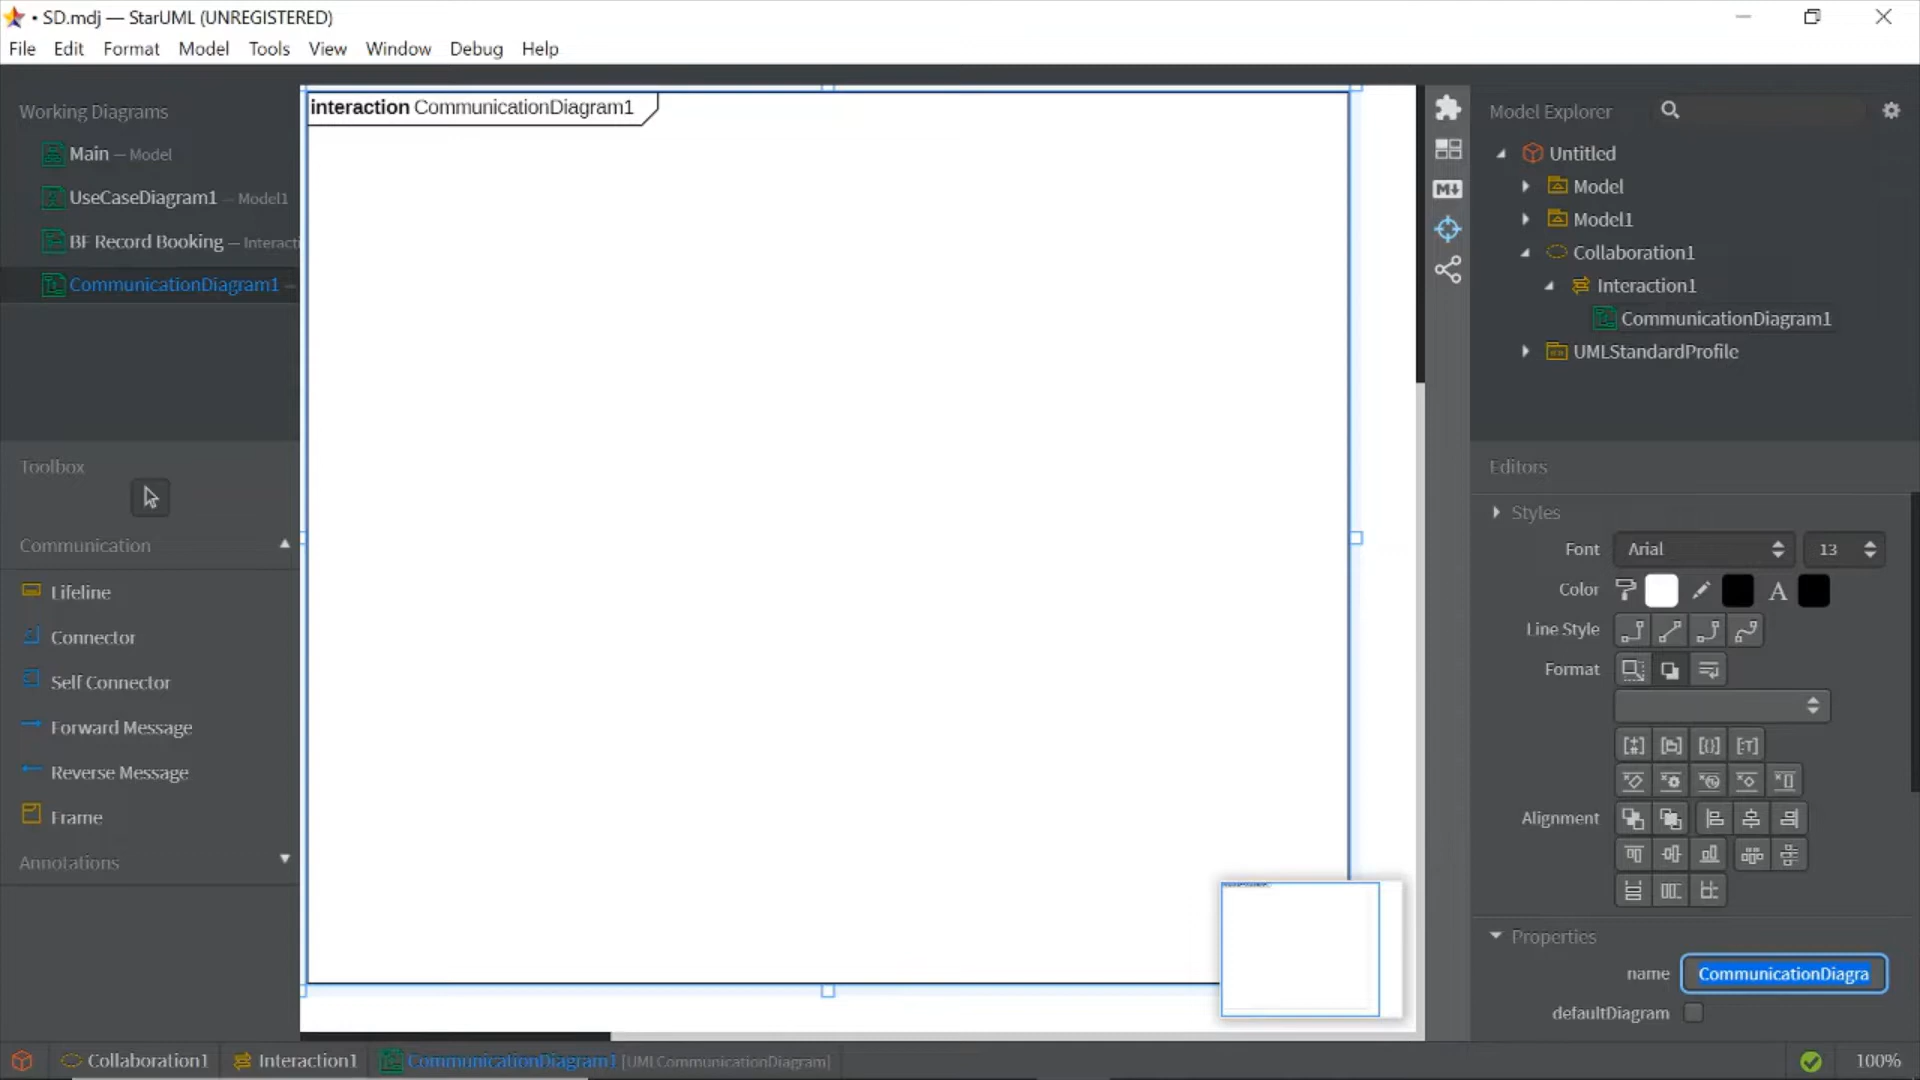 • SD.mdj — StarUML (UNREGISTERED)
File Edit Format Model Tools View Window Debug Help
Working Diagrams
Main — Model
UseCaseDiagram1 — Model1
BF Record Booking — Interacti
CommunicationDiagram1 —
Toolbox
Communication
Lifeline
Connector
Self Connector
Forward Message
Reverse Message
Frame
Annotations
interaction CommunicationDiagram1
M
Model Explorer
Untitled
Model
Model1
Collaboration1
Interaction1
CommunicationDiagram1
UMLStandardProfile
Editors
Styles
Font Arial 13
Color A
Line Style
Format
Alignment
Properties
name CommunicationDiagra
defaultDiagram
Collaboration1 Interaction1 CommunicationDiagram1 [UMLCommunicationDiagram] 100%